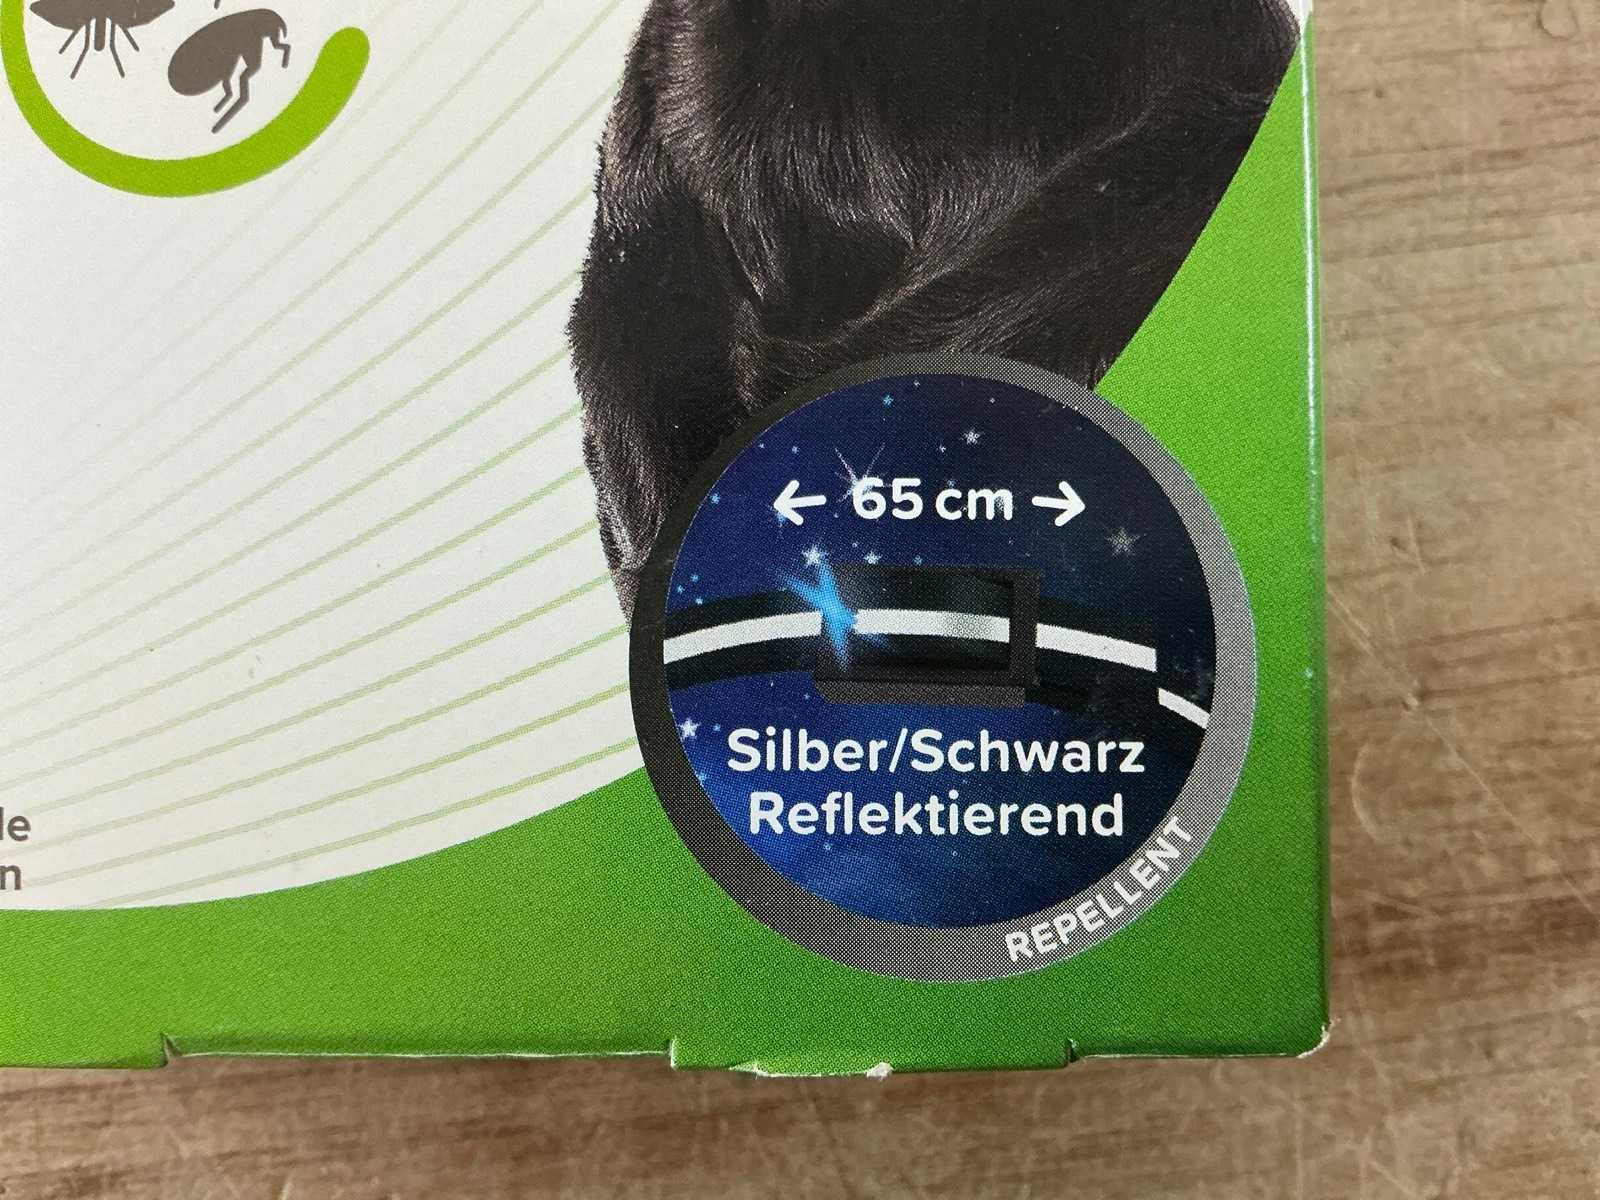 ← 65 cm →
Silber/Schwarz
Reflektierend
REPELLENT